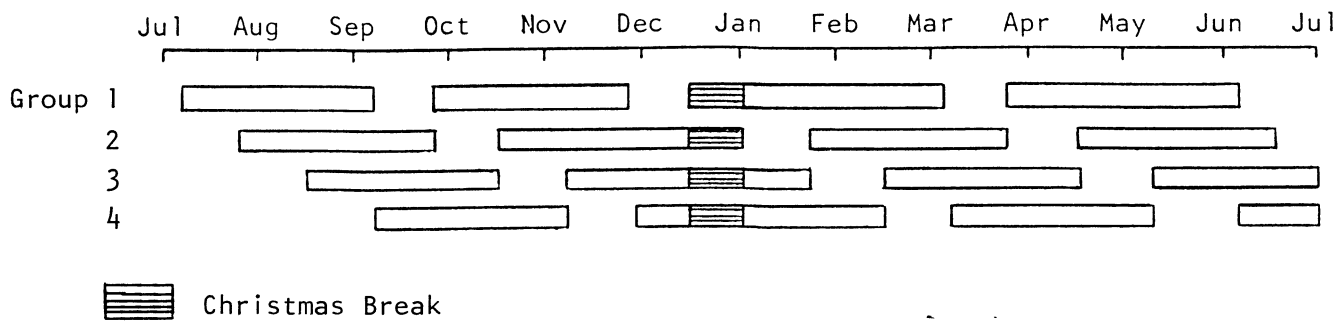 Jul Aug Sep Oct Nov Dec Jan Feb Mar Apr May Jun Jul
Group 1
2
3
4
Christmas Break